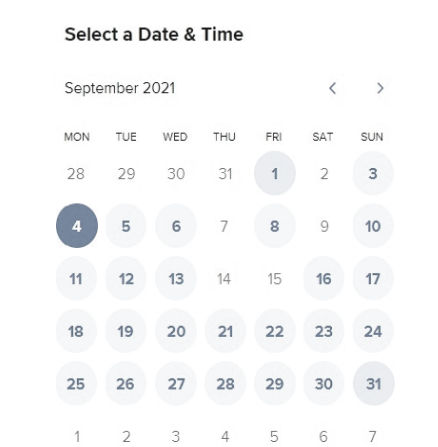 Select a Date & Time
September 2021
MON TUE WED THU FRI SAT SUN
28 29 30 31 1 2 3
4 5 6 7 8 9 10
11 12 13 14 15 16 17
18 19 20 21 22 23 24
25 26 27 28 29 30 31
1 2 3 4 5 6 7